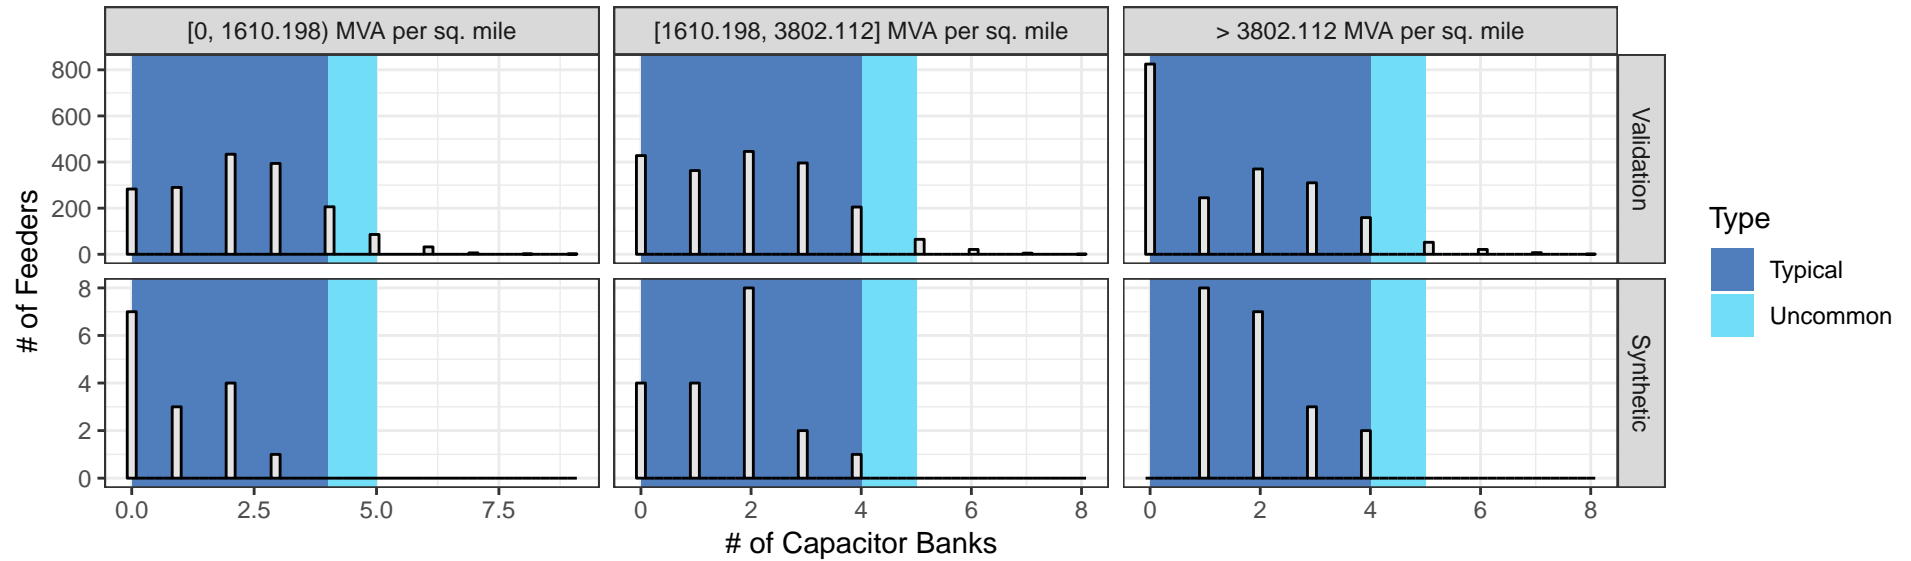 [0, 1610.198) MVA per sq. mile
[1610.198, 3802.112] MVA per sq. mile
> 3802.112 MVA per sq. mile
800
600
400
200
0
Validation
8
6
4
2
0
Synthetic
# of Feeders
0.0 2.5 5.0 7.5
0 2 4 6 8
0 2 4 6 8
# of Capacitor Banks
Type
Typical
Uncommon